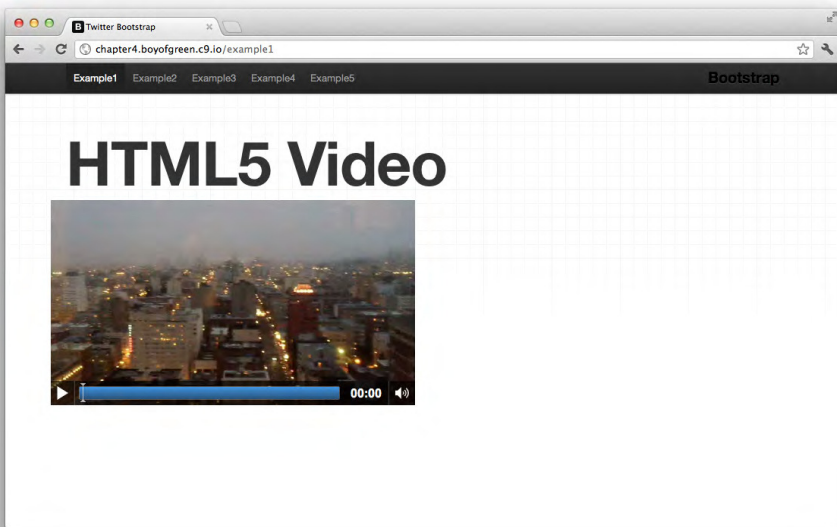 B Twitter Bootstrap
chapter4.boyofgreen.c9.io/example1
Example1 Example2 Example3 Example4 Example5 Bootstrap
HTML5 Video
00:00